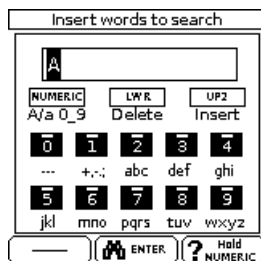 Insert words to search
A
NUMERIC LWR UP2
A/a 0_9 Delete Insert
0 1 2 3 4
--- +,-.; abc def ghi
5 6 7 8 9
jkl mno pqrs tuv wxyz
ENTER ? Hold NUMERIC